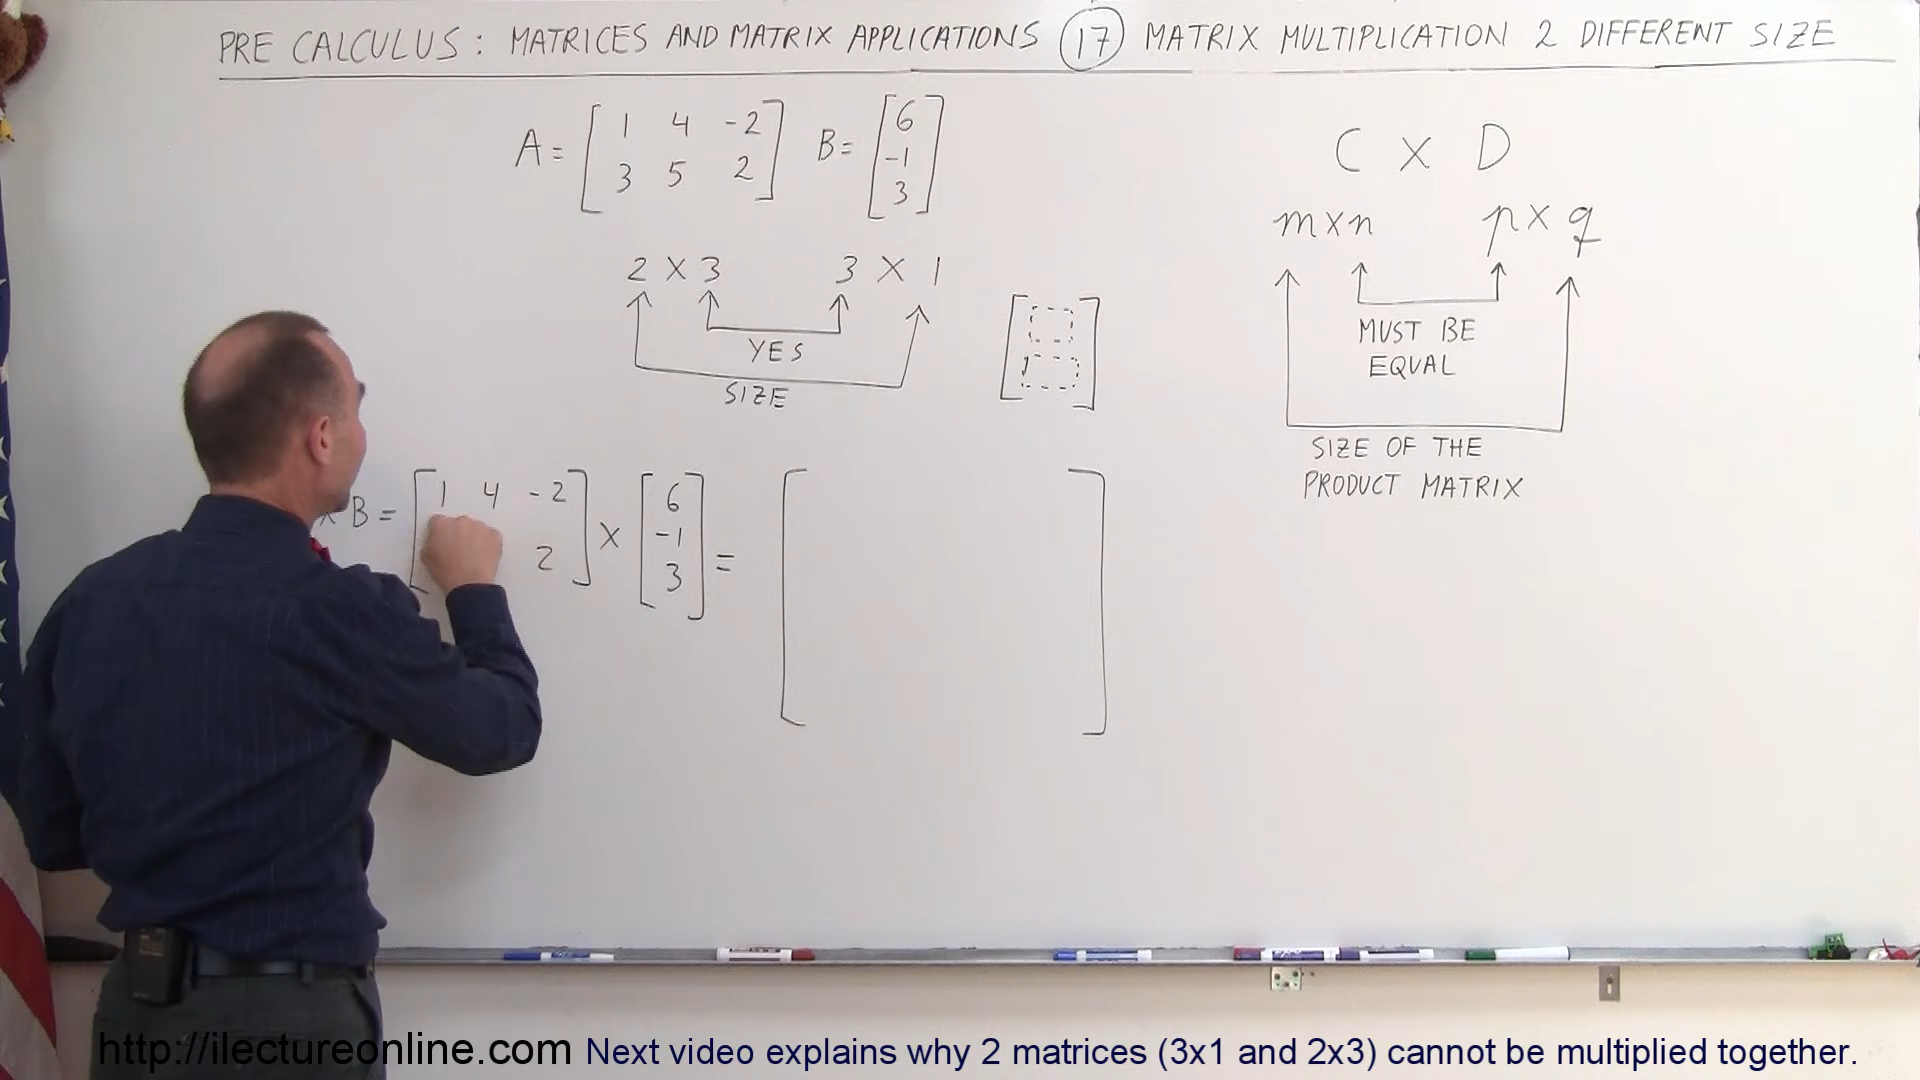 PRE CALCULUS: MATRICES AND MATRIX APPLICATIONS 17 MATRIX MULTIPLICATION 2 DIFFERENT SIZE
A = [ 1 4 -2 B = [ 6
3 5 2 ] -1
3 ]
C X D
m x n p x q
2 X 3 3 X 1
YES
SIZE
MUST BE
EQUAL
SIZE OF THE
PRODUCT MATRIX
x B = [ 1 4 -2 ] x [ 6
-1
2 3 ] = [ ]
http://ilectureonline.com Next video explains why 2 matrices (3x1 and 2x3) cannot be multiplied together.